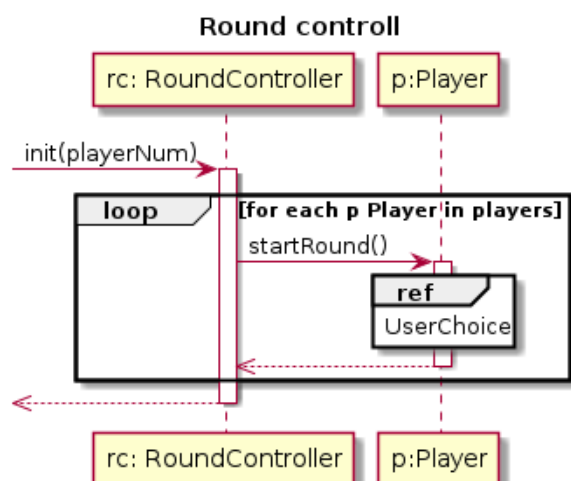 Round controll
rc: RoundController
p:Player
init(playerNum)
loop
[for each p Player in players]
startRound()
ref
UserChoice
rc: RoundController
p:Player